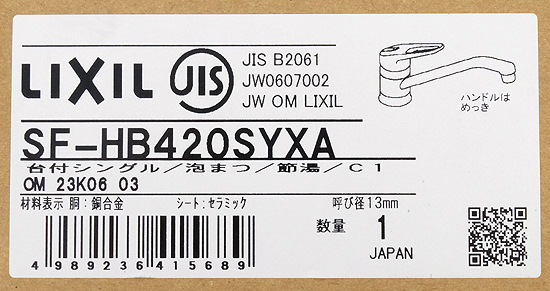 LIXIL
JIS
JIS B2061
JW0607002
JW OM LIXIL
ハンドルは
めっき
SF-HB420SYXA
台付シングル/泡まつ/節湯/C1
OM 23K06 03
材料表示 胴:銅合金 シート:セラミック 呼び径13mm
数量 1
JAPAN
4 989236 415689